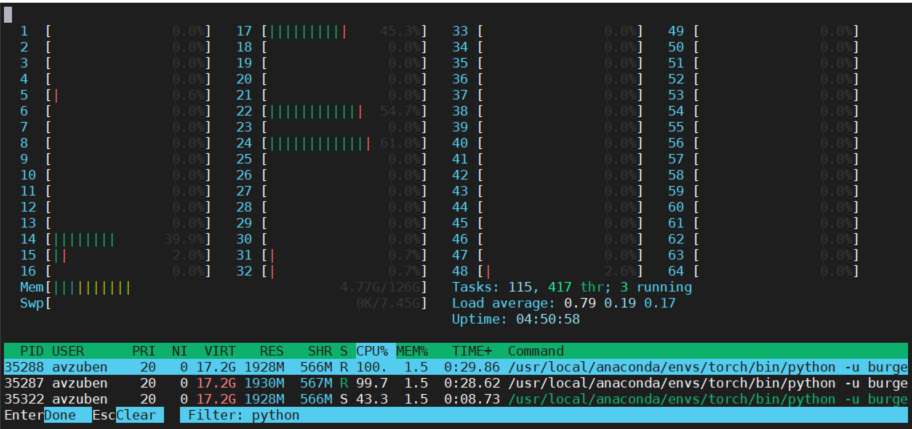 1 [ 0.0%] 17 [||||||||||| 45.3%] 33 [ 0.0%] 49 [ 0.0%]
2 [ 0.0%] 18 [ 0.0%] 34 [ 0.0%] 50 [ 0.0%]
3 [ 0.0%] 19 [ 0.0%] 35 [ 0.0%] 51 [ 0.0%]
4 [ 0.0%] 20 [ 0.0%] 36 [ 0.0%] 52 [ 0.0%]
5 [| 0.6%] 21 [ 0.0%] 37 [ 0.0%] 53 [ 0.0%]
6 [ 0.0%] 22 [|||||||||||| 54.7%] 38 [ 0.0%] 54 [ 0.0%]
7 [ 0.0%] 23 [ 0.0%] 39 [ 0.0%] 55 [ 0.0%]
8 [ 0.0%] 24 [||||||||||||| 61.0%] 40 [ 0.0%] 56 [ 0.0%]
9 [ 0.0%] 25 [ 0.0%] 41 [ 0.0%] 57 [ 0.0%]
10 [ 0.0%] 26 [ 0.0%] 42 [ 0.0%] 58 [ 0.0%]
11 [ 0.0%] 27 [ 0.0%] 43 [ 0.0%] 59 [ 0.0%]
12 [ 0.0%] 28 [ 0.0%] 44 [ 0.0%] 60 [ 0.0%]
13 [ 0.0%] 29 [ 0.0%] 45 [ 0.0%] 61 [ 0.0%]
14 [|||||||| 39.9%] 30 [ 0.0%] 46 [ 0.0%] 62 [ 0.0%]
15 [|| 2.0%] 31 [| 0.7%] 47 [ 0.0%] 63 [ 0.0%]
16 [ 0.0%] 32 [| 0.7%] 48 [| 2.6%] 64 [ 0.0%]
Mem[|||||||||| 4.77G/126G] Tasks: 115, 417 thr; 3 running
Swp[ 0K/7.45G] Load average: 0.79 0.19 0.17
Uptime: 04:50:58
PID USER PRI NI VIRT RES SHR S CPU% MEM% TIME+ Command
35288 avzuben 20 0 17.2G 1928M 566M R 100. 1.5 0:29.86 /usr/local/anaconda/envs/torch/bin/python -u burge
35287 avzuben 20 0 17.2G 1930M 567M R 99.7 1.5 0:28.62 /usr/local/anaconda/envs/torch/bin/python -u burge
35322 avzuben 20 0 17.2G 1928M 566M S 43.3 1.5 0:08.73 /usr/local/anaconda/envs/torch/bin/python -u burge
EnterDone EscClear Filter: python